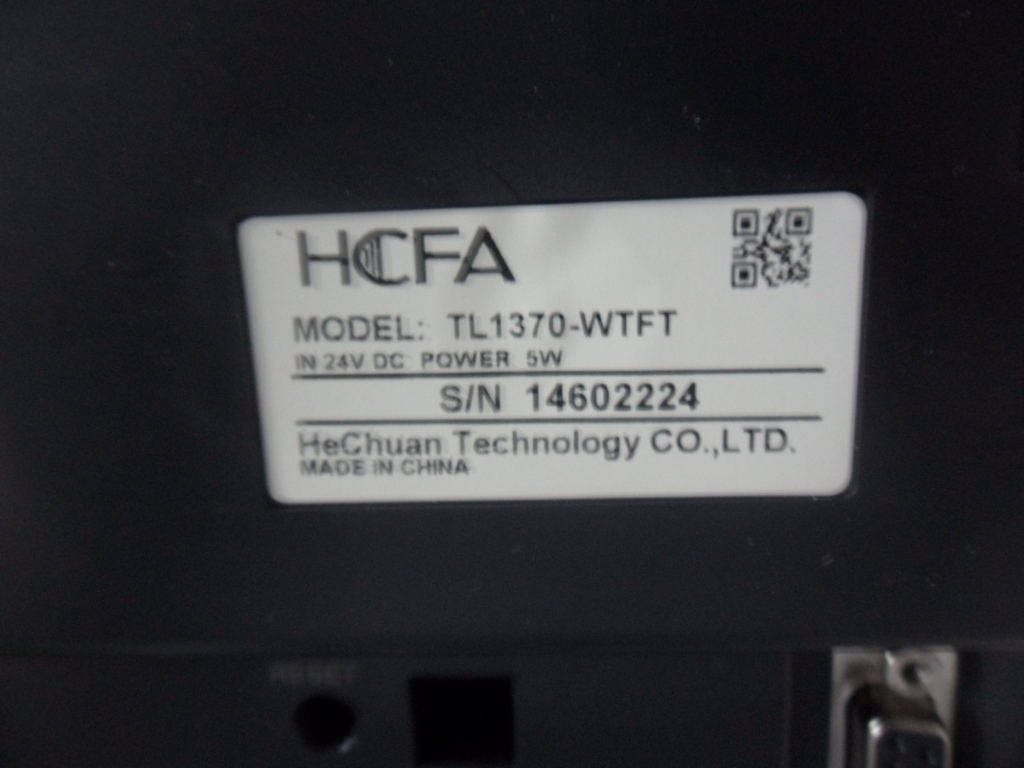 HCFA
MODEL: TL1370-WTFT
IN 24V DC POWER 5W
S/N 14602224
HeChuan Technology CO.,LTD.
MADE IN CHINA
RESET